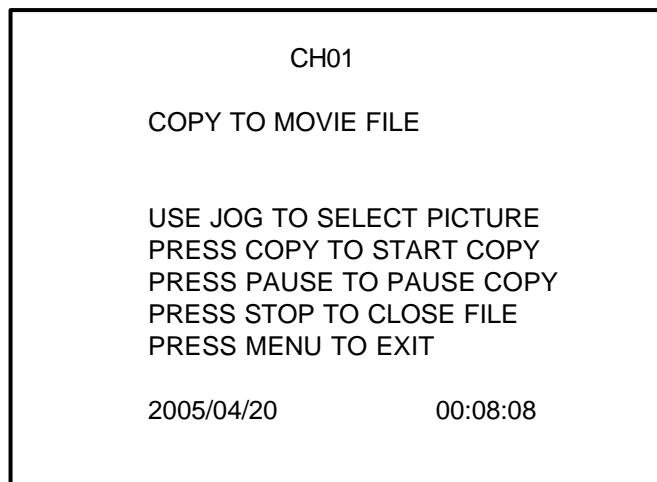 CH01
COPY TO MOVIE FILE
USE JOG TO SELECT PICTURE
PRESS COPY TO START COPY
PRESS PAUSE TO PAUSE COPY
PRESS STOP TO CLOSE FILE
PRESS MENU TO EXIT
2005/04/20 00:08:08